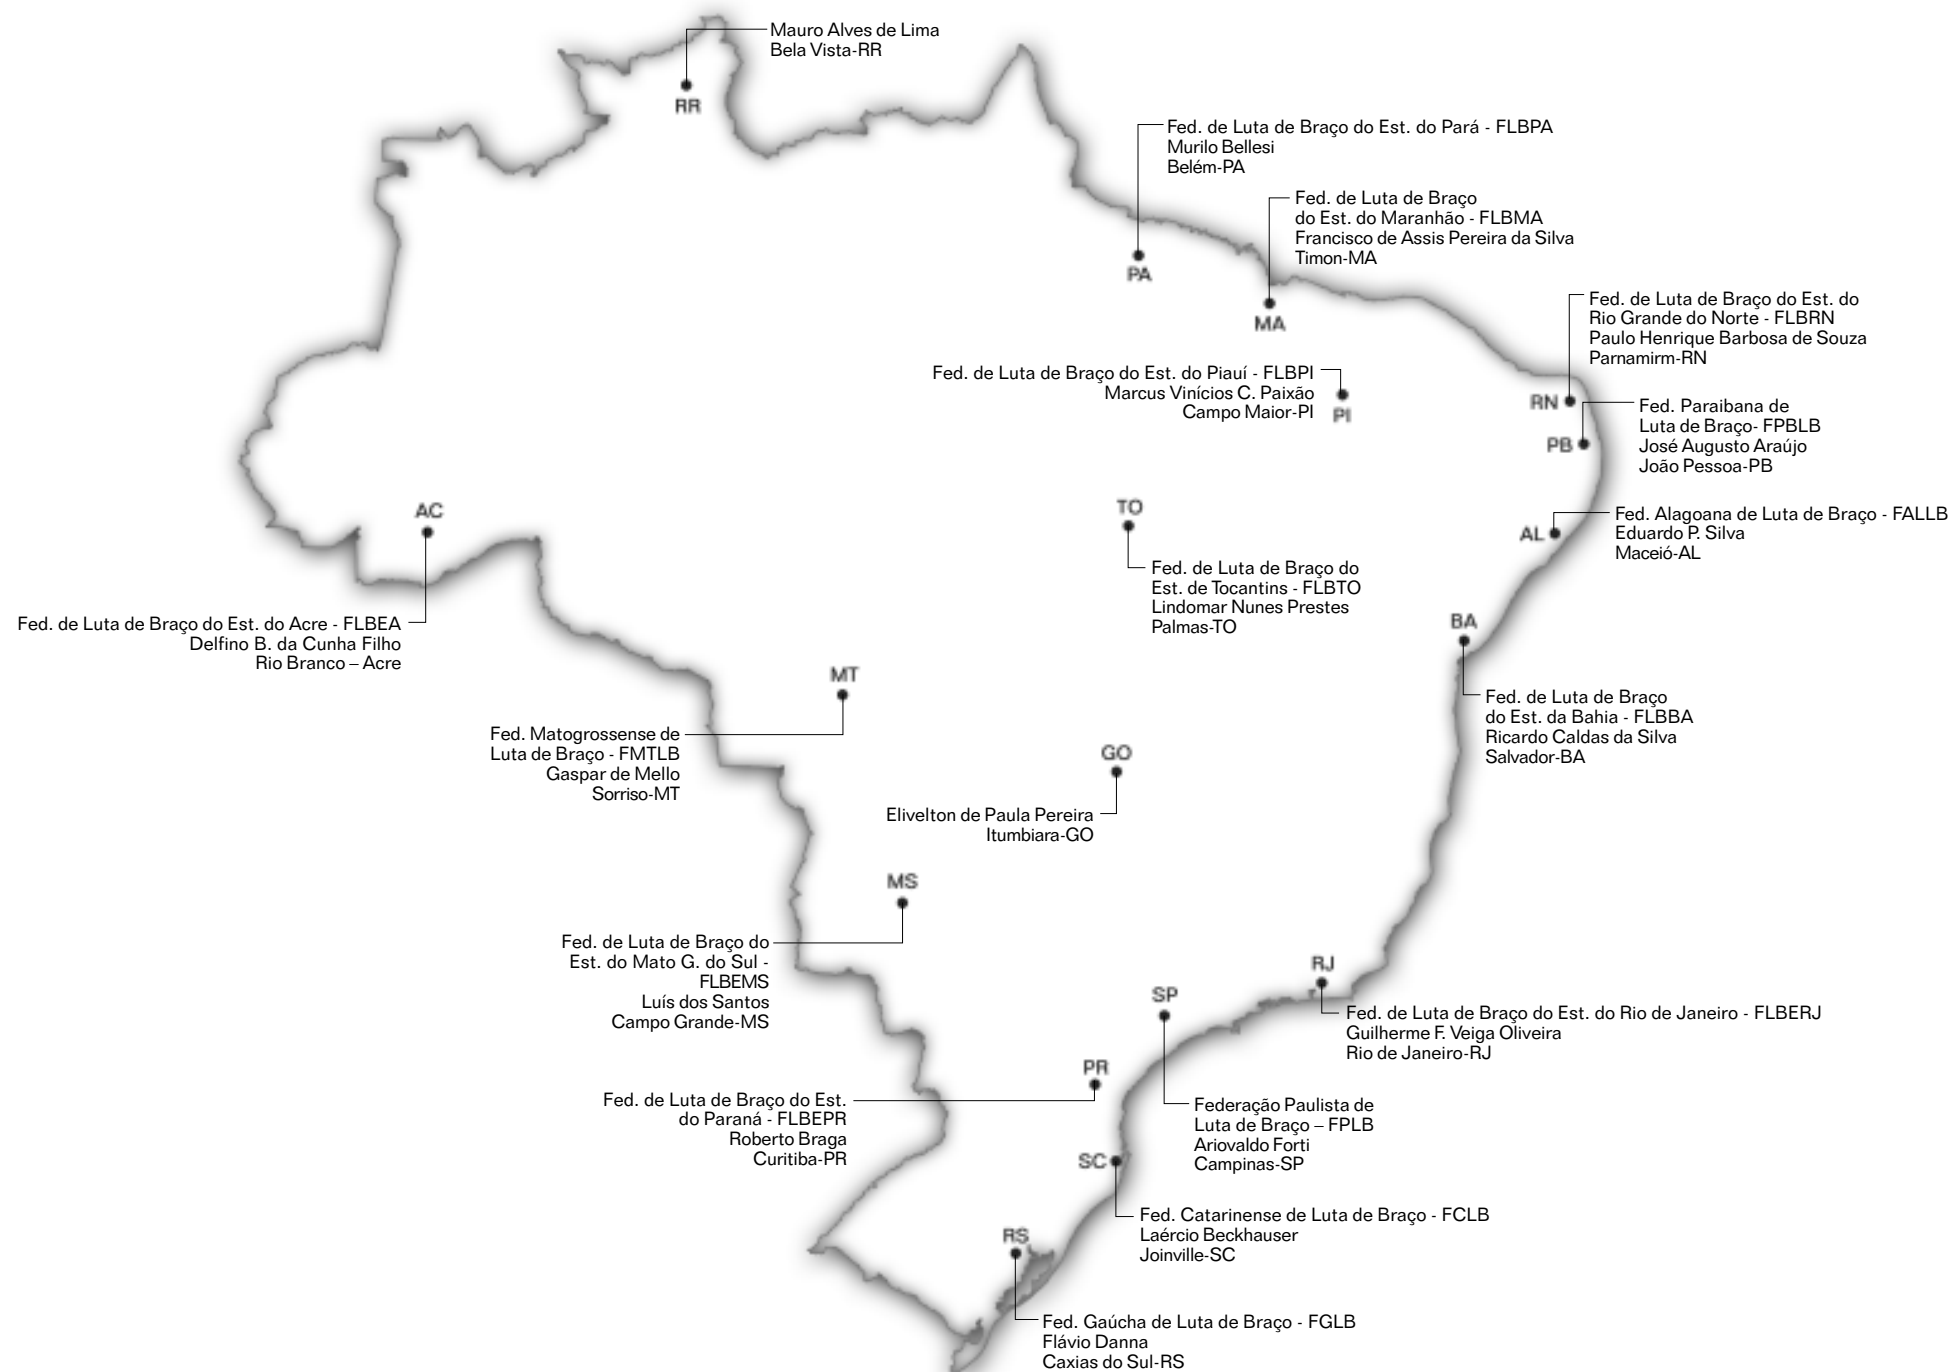 Mauro Alves de Lima
Bela Vista-RR
RR
Fed. de Luta de Braço do Est. do Pará - FLBPA
Murilo Bellesi
Belém-PA
PA
Fed. de Luta de Braço
do Est. do Maranhão - FLBMA
Francisco de Assis Pereira da Silva
Timon-MA
MA
Fed. de Luta de Braço do Est. do
Rio Grande do Norte - FLBRN
Paulo Henrique Barbosa de Souza
Parnamirm-RN
RN
Fed. de Luta de Braço do Est. do Piauí - FLBPI
Marcus Vinícios C. Paixão
Campo Maior-PI
PI
Fed. Paraibana de
Luta de Braço- FPBLB
José Augusto Araújo
João Pessoa-PB
PB
AC
Fed. de Luta de Braço do Est. do Acre - FLBEA
Delfino B. da Cunha Filho
Rio Branco – Acre
TO
Fed. de Luta de Braço do
Est. de Tocantins - FLBTO
Lindomar Nunes Prestes
Palmas-TO
AL
Fed. Alagoana de Luta de Braço - FALLB
Eduardo P. Silva
Maceió-AL
BA
Fed. de Luta de Braço
do Est. da Bahia - FLBBA
Ricardo Caldas da Silva
Salvador-BA
MT
Fed. Matogrossense de
Luta de Braço - FMTLB
Gaspar de Mello
Sorriso-MT
GO
Elivelton de Paula Pereira
Itumbiara-GO
MS
Fed. de Luta de Braço do
Est. do Mato G. do Sul -
FLBEMS
Luís dos Santos
Campo Grande-MS
RJ
Fed. de Luta de Braço do Est. do Rio de Janeiro - FLBERJ
Guilherme F. Veiga Oliveira
Rio de Janeiro-RJ
SP
Federação Paulista de
Luta de Braço – FPLB
Ariovaldo Forti
Campinas-SP
PR
Fed. de Luta de Braço do Est.
do Paraná - FLBEPR
Roberto Braga
Curitiba-PR
SC
Fed. Catarinense de Luta de Braço - FCLB
Laércio Beckhauser
Joinville-SC
RS
Fed. Gaúcha de Luta de Braço - FGLB
Flávio Danna
Caxias do Sul-RS